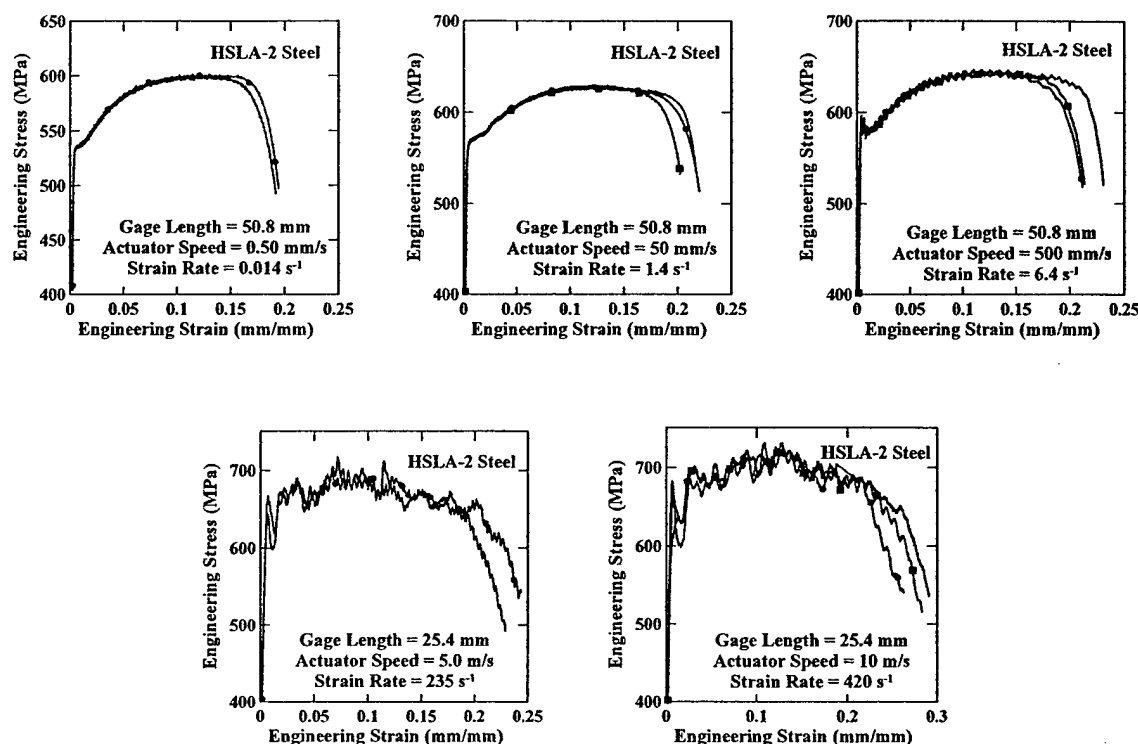 650
600
550
500
450
400
0
0.05
0.1
0.15
0.2
0.25
Engineering Stress (MPa)
Engineering Strain (mm/mm)
HSLA-2 Steel
Gage Length = 50.8 mm
Actuator Speed = 0.50 mm/s
Strain Rate = 0.014 s⁻¹
700
600
500
400
0
0.05
0.1
0.15
0.2
0.25
Engineering Stress (MPa)
Engineering Strain (mm/mm)
HSLA-2 Steel
Gage Length = 50.8 mm
Actuator Speed = 50 mm/s
Strain Rate = 1.4 s⁻¹
700
600
500
400
0
0.05
0.1
0.15
0.2
0.25
Engineering Stress (MPa)
Engineering Strain (mm/mm)
HSLA-2 Steel
Gage Length = 50.8 mm
Actuator Speed = 500 mm/s
Strain Rate = 6.4 s⁻¹
700
600
500
400
0
0.05
0.1
0.15
0.2
0.25
Engineering Stress (MPa)
Engineering Strain (mm/mm)
HSLA-2 Steel
Gage Length = 25.4 mm
Actuator Speed = 5.0 m/s
Strain Rate = 235 s⁻¹
700
600
500
400
0
0.1
0.2
0.3
Engineering Stress (MPa)
Engineering Strain (mm/mm)
HSLA-2 Steel
Gage Length = 25.4 mm
Actuator Speed = 10 m/s
Strain Rate = 420 s⁻¹